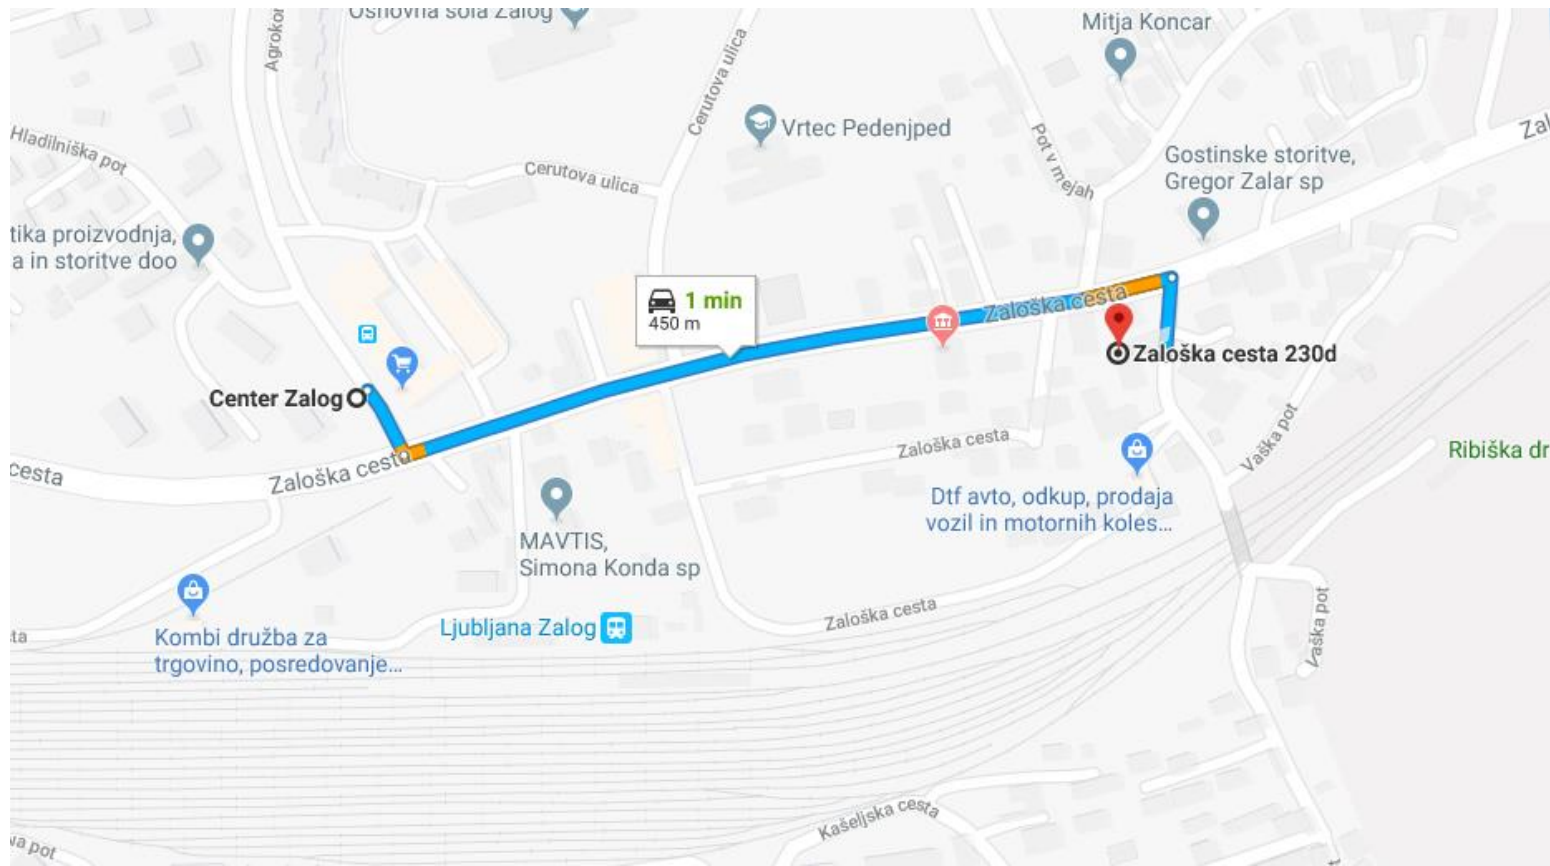 Osnovna šola Zalog
Mitja Koncar
Cerutova ulica
Vrtec Pedenjped
Hladilniška pot
Pot v mejah
Gostinske storitve,
Gregor Zalar sp
Cerutova ulica
tika proizvodnja,
a in storitve doo
1 min
450 m
Zaloška cesta
Zaloška cesta 230d
Center Zalog
cesta
Zaloška cesta
Zaloška cesta
Vaška pot
Ribiška dr
Dtf avto, odkup, prodaja
vozil in motornih koles...
MAVTIS,
Simona Konda sp
Ljubljana Zalog
Zaloška cesta
Vaška pot
Kombi družba za
trgovino, posredovanje...
Kašeljska cesta